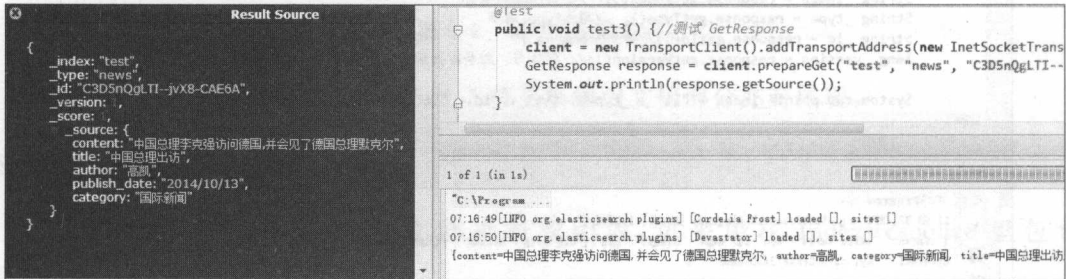 Result Source
{
_index: "test",
_type: "news",
_id: "C3D5nQgLTI--jvX8-CAE6A",
_version: 1,
_score: 1,
_source: {
content: "中国总理李克强访问德国,并会见了德国总理默克尔",
title: "中国总理出访",
author: "高凯",
publish_date: "2014/10/13",
category: "国际新闻"
}
}
@Test
public void test3() {//测试 GetResponse
client = new TransportClient().addTransportAddress(new InetSocketTrans
GetResponse response = client.prepareGet("test", "news", "C3D5nQgLTI--
System.out.println(response.getSource());
}
1 of 1 (in 1s)
"C:\Program ...
07:16:49[INFO org.elasticsearch.plugins] [Cordelia Frost] loaded [], sites []
07:16:50[INFO org.elasticsearch.plugins] [Devastator] loaded [], sites []
{content=中国总理李克强访问德国,并会见了德国总理默克尔, author=高凯, category=国际新闻, title=中国总理出访